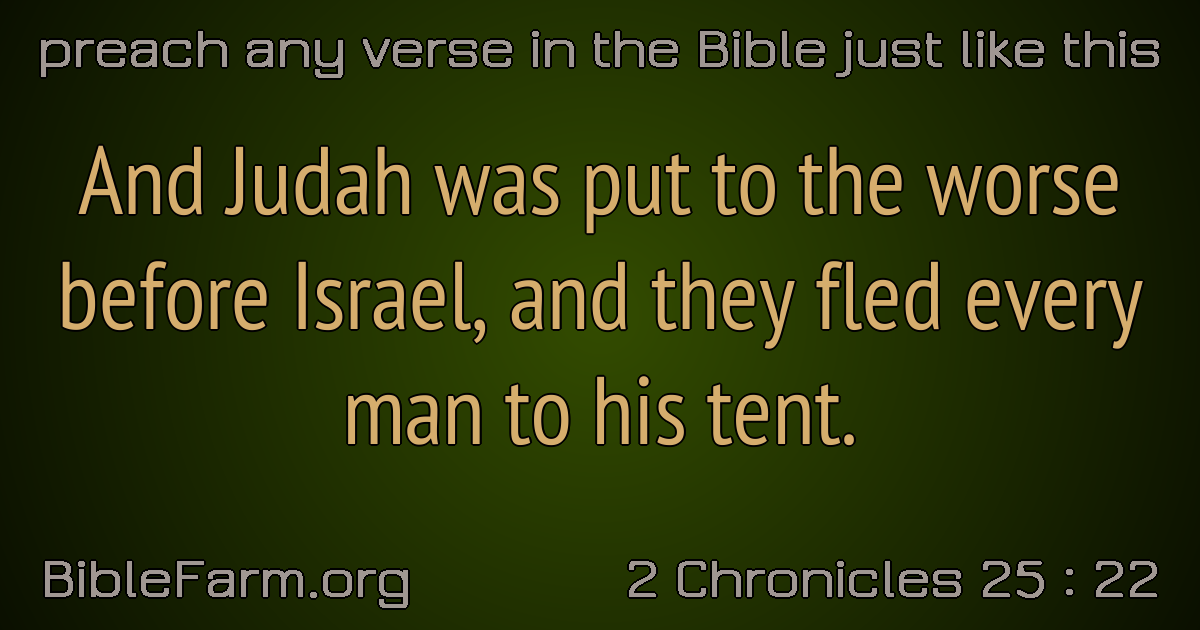 preach any verse in the Bible just like this
And Judah was put to the worse
before Israel, and they fled every
man to his tent.
BibleFarm.org
2 Chronicles 25 : 22